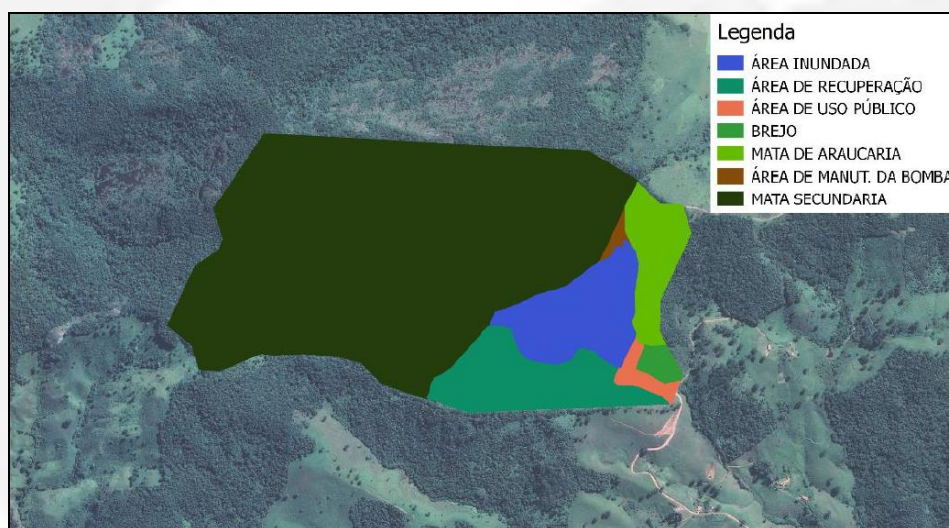 Legenda
ÁREA INUNDADA
ÁREA DE RECUPERAÇÃO
ÁREA DE USO PÚBLICO
BREJO
MATA DE ARAUCARIA
ÁREA DE MANUT. DA BOMBA
MATA SECUNDARIA